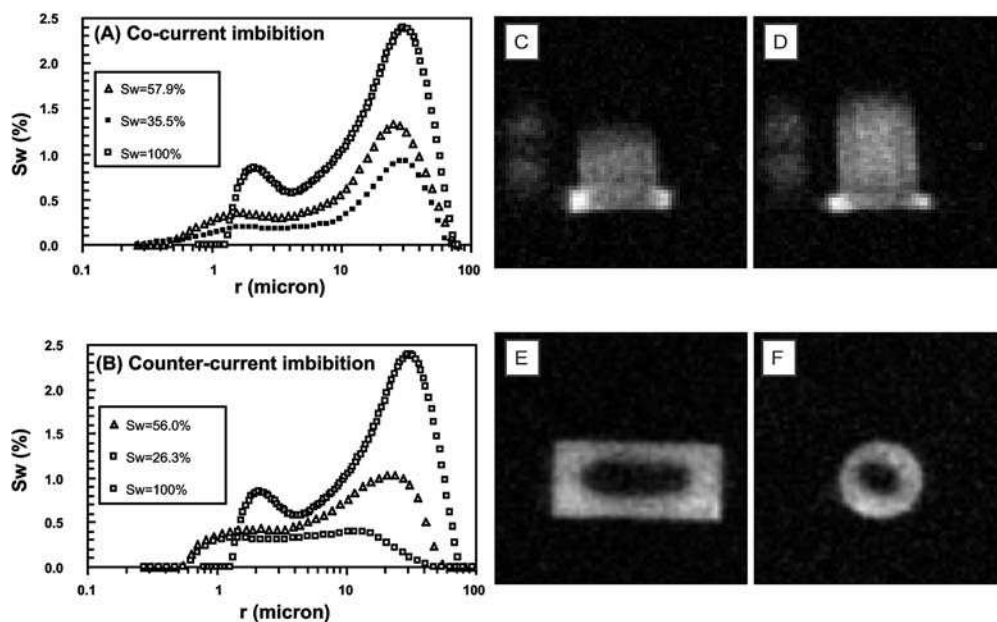 (A) Co-current imbibition
2.5
2.0
1.5
1.0
0.5
0.0
Sw (%)
Sw=57.9%
Sw=35.5%
Sw=100%
0.1 1 10 100
r (micron)
C
D
(B) Counter-current imbibition
2.5
2.0
1.5
1.0
0.5
0.0
Sw (%)
Sw=56.0%
Sw=26.3%
Sw=100%
0.1 1 10 100
r (micron)
E
F